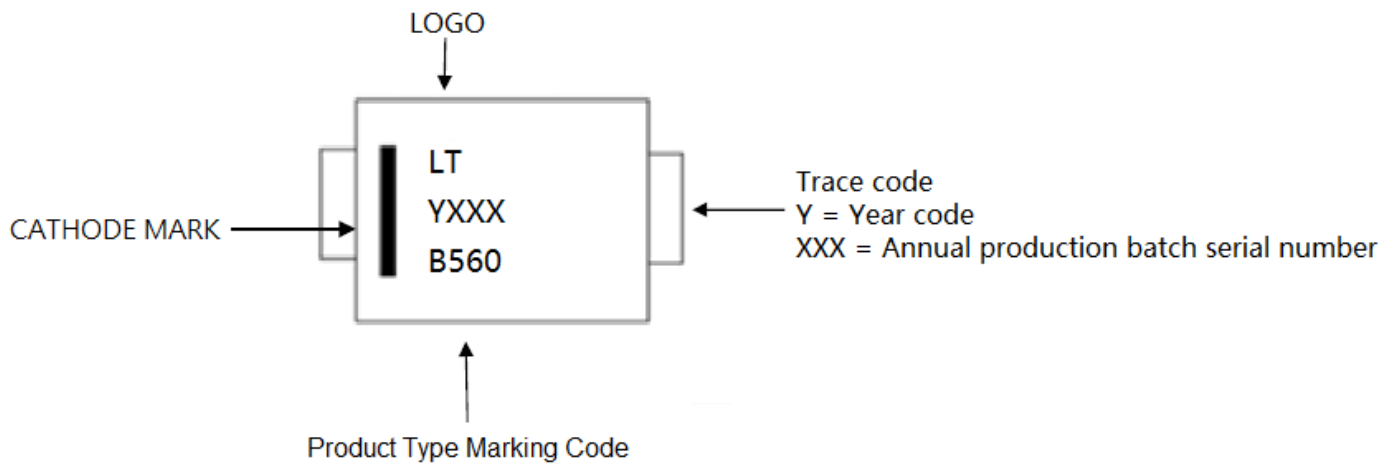 LOGO
LT
YXXX
B560
CATHODE MARK
Trace code
Y = Year code
XXX = Annual production batch serial number
Product Type Marking Code